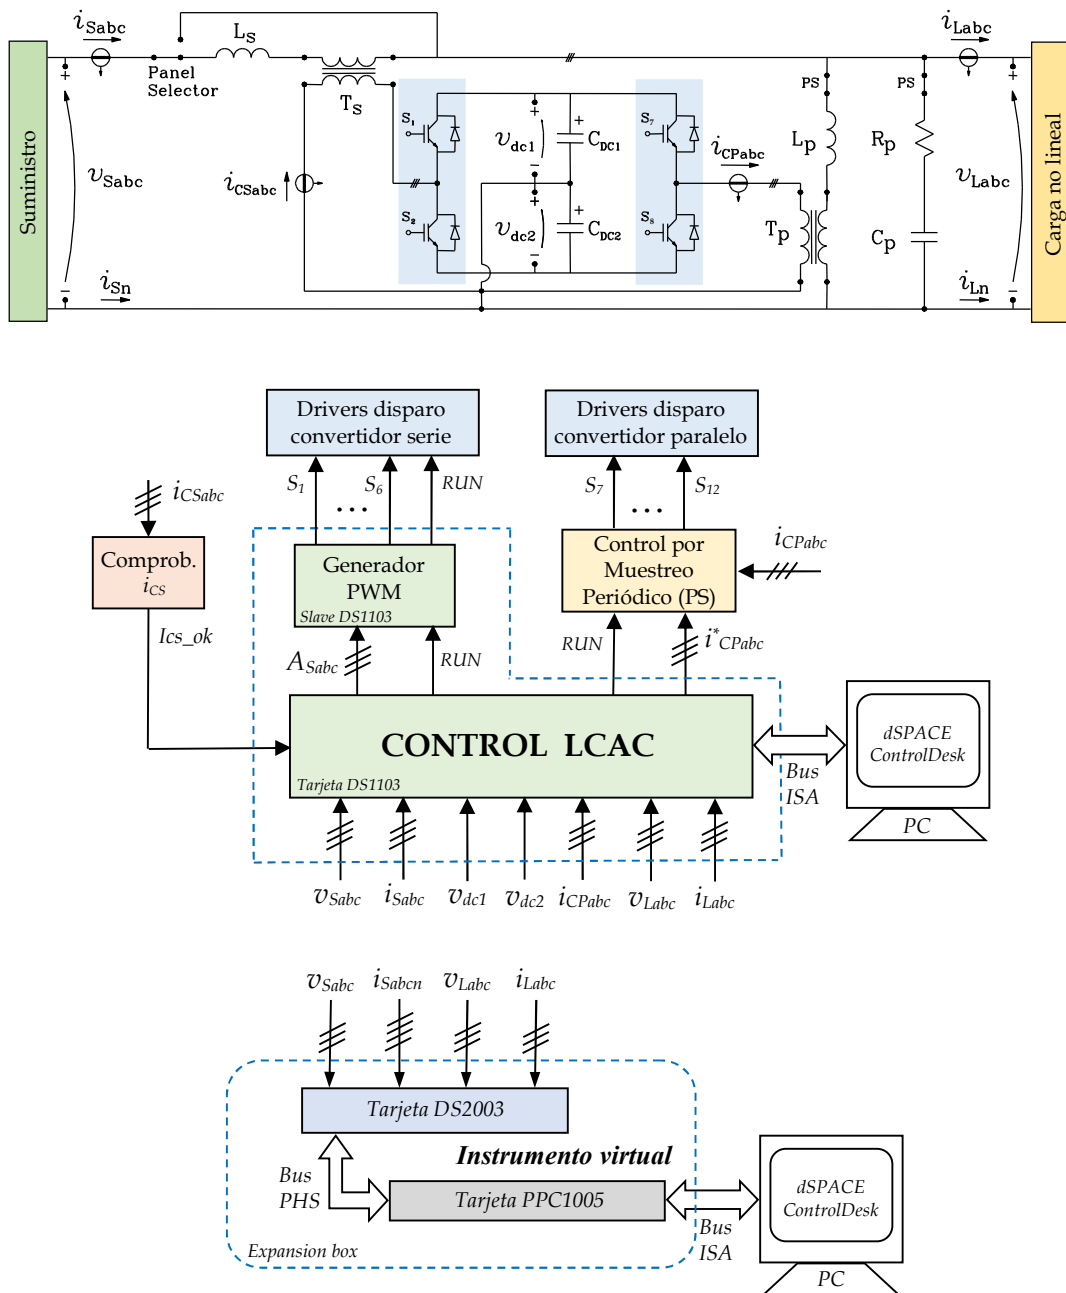 iSabc
LS
Panel
Selector
TS
Suministro
+
vSabc
−
iSn
iCSabc
S1
S2
+
vdc1
−
+
vdc2
−
+
CDC1
+
CDC2
S7
S8
iCPabc
Tp
PS
Lp
PS
Rp
Cp
iLabc
+
vLabc
−
iLn
Carga no lineal
Drivers disparo
convertidor serie
Drivers disparo
convertidor paralelo
S1
...
S6
RUN
S7
...
S12
iCSabc
Comprob.
iCS
Ics_ok
Generador
PWM
Slave DS1103
Control por
Muestreo
Periódico (PS)
iCPabc
ASabc
RUN
RUN
i*CPabc
CONTROL LCAC
Tarjeta DS1103
Bus
ISA
dSPACE
ControlDesk
PC
vSabc
iSabc
vdc1
vdc2
iCPabc
vLabc
iLabc
vSabc
iSabcn
vLabc
iLabc
Tarjeta DS2003
Instrumento virtual
Bus
PHS
Tarjeta PPC1005
Expansion box
Bus
ISA
dSPACE
ControlDesk
PC